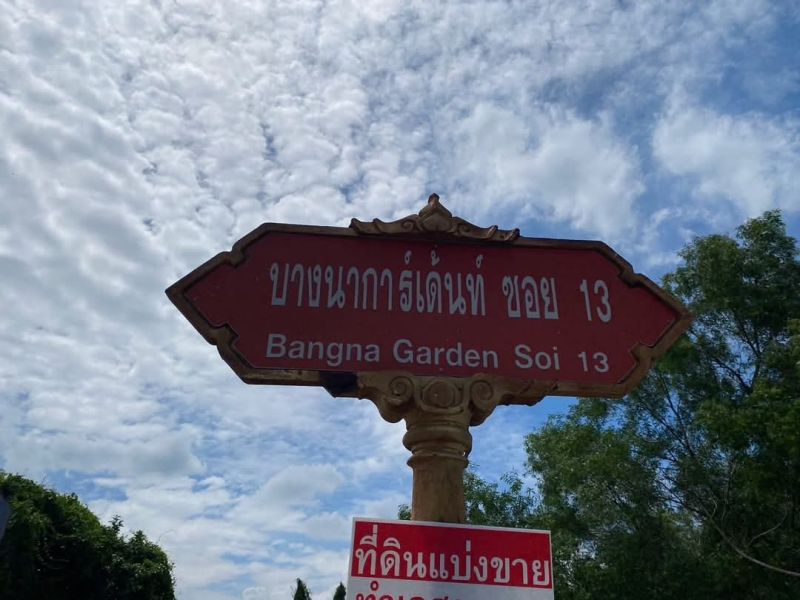 บางนาการ์เด้นท์ ซอย 13
Bangna Garden Soi 13
ที่ดินแบ่งขาย